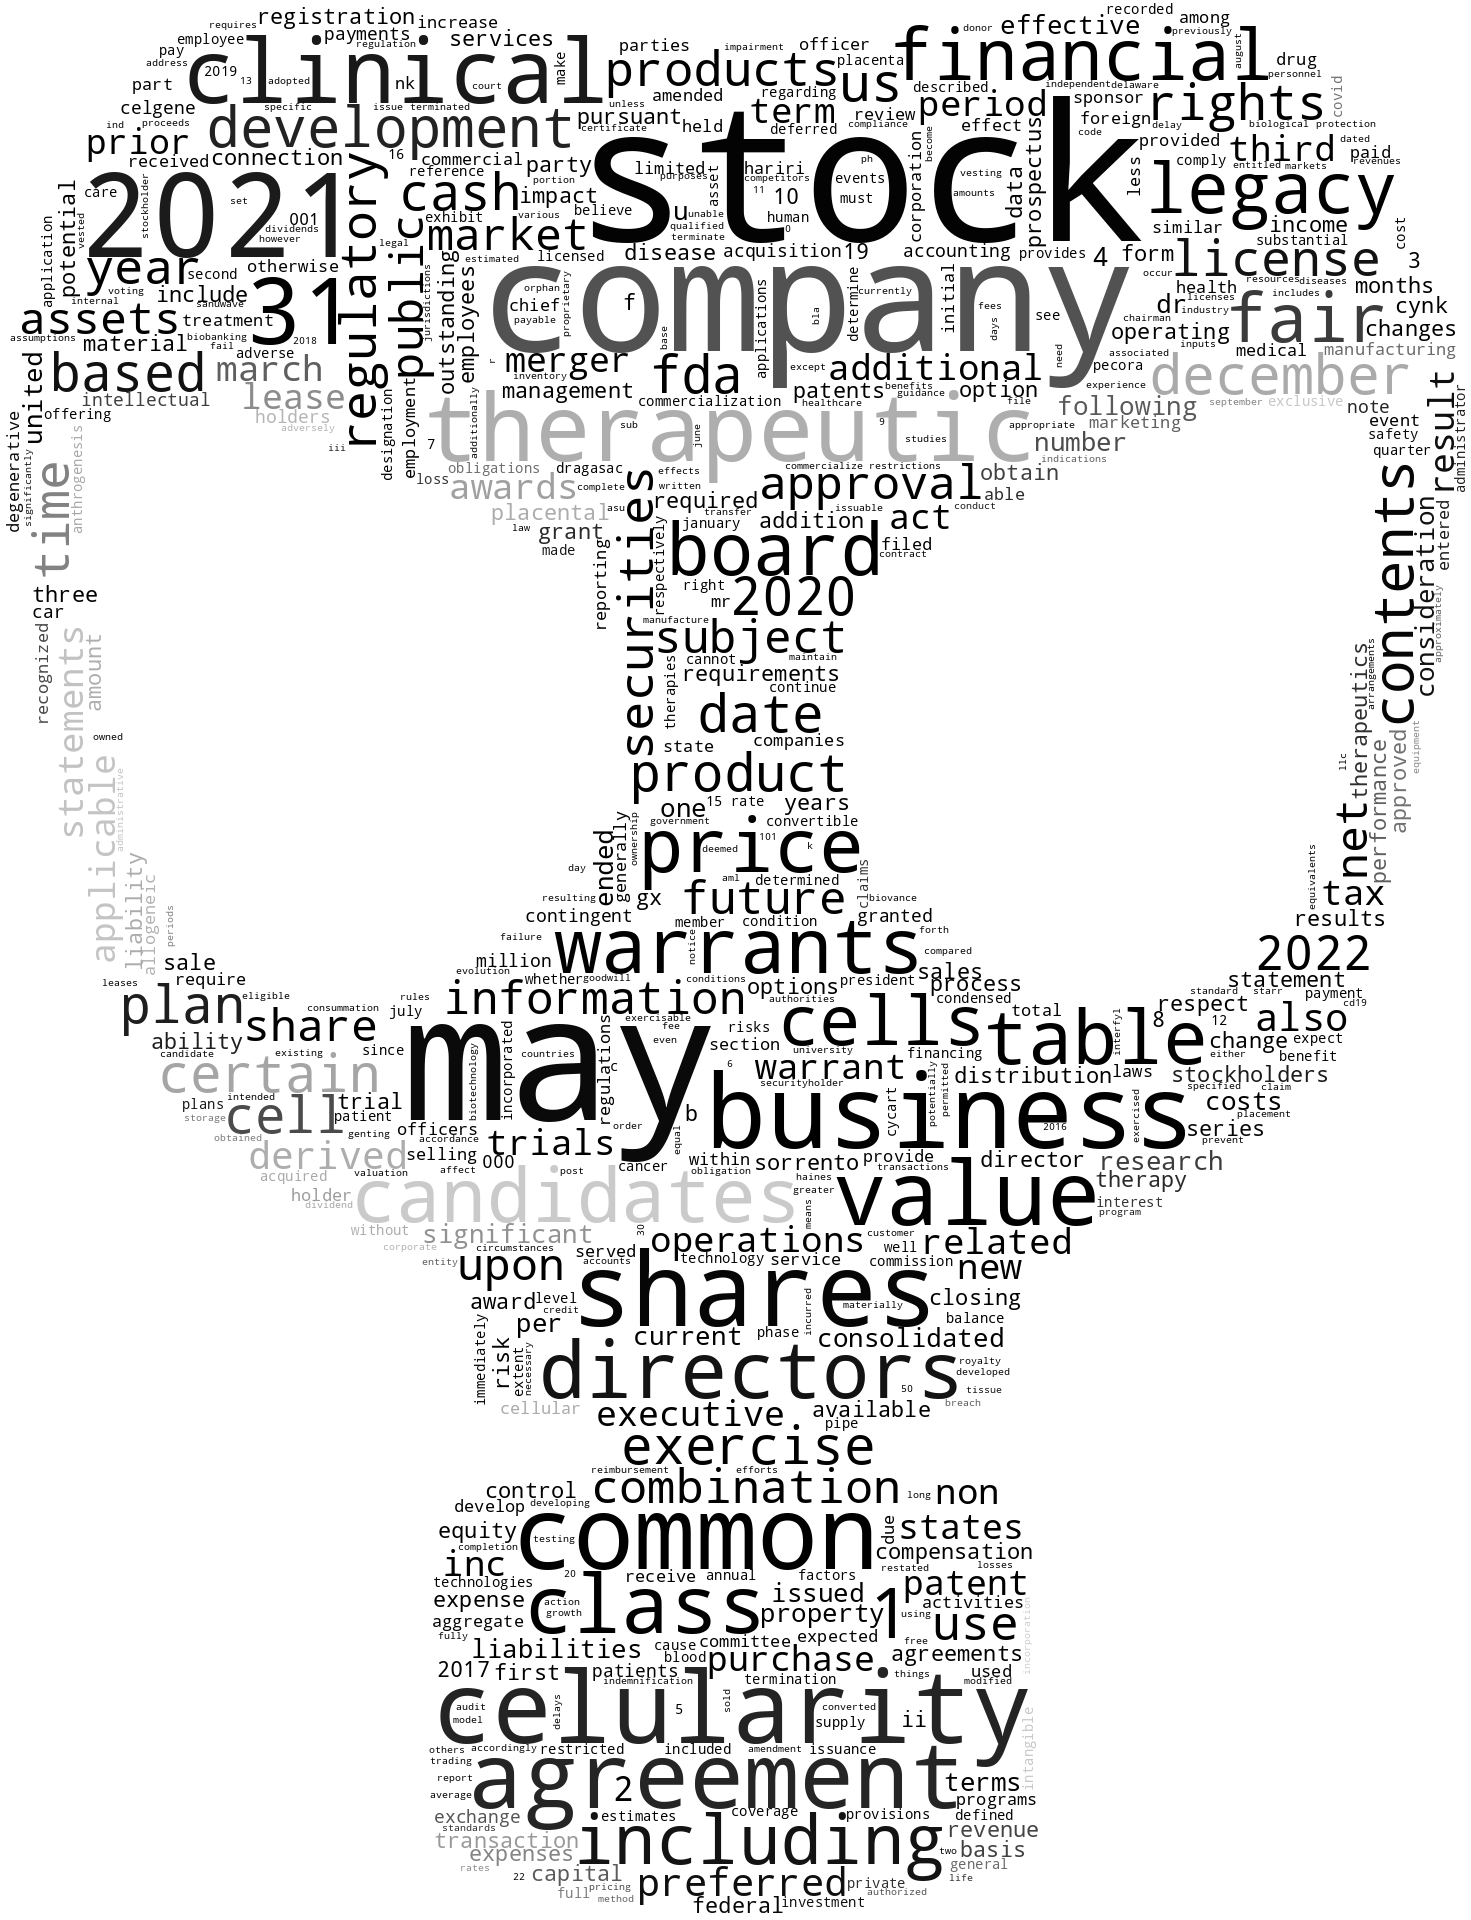 requires registration increase
recorded among
donor effective previously
employee payments regulation services
parties impairment officer
clinical products us financial
pay address 2019 13 adopted nk court make
placenta august
drug personnel
part celgene
specific issue terminated
unless amended regarding term
described period
independent delaware
sponsor rights covid
ind proceeds prior
development pursuant
certificate held deferred review compliance effect
code foreign delay biological protection
received connection 16 commercial party
limited hariri stock
become corporation data prospectus less
provided third dated paid
care stockholder set 2021 001 regulatory
reference portion cash impact
purposes asset competitors 11 10 ph events must
vesting amounts
comply entitled markets revenues
legacy
application potential vested
dividends however
exhibit various believe u unable qualified terminate human 0
similar income cost
year second otherwise
legal market estimated licensed
disease acquisition 19 accounting provides 4 form
substantial license 3
internal voting include sanuwave 31
public jurisdictions outstanding employees
orphan chief payable proprietary f company
occur health resources diseases months
assets treatment
biobanking fail 2018
base applications bla determine currently initial fees days see
dr licenses includes cynk
industry chairman operating fair changes
assumptions material adverse
r merger inventory management
fda except additional need
associated inputs medical manufacturing
pecora
united based march
intellectual lease
designation employment
commercialization patents healthcare benefits guidance option file
experience december
offering holders adversely iii
7 additionally therapeutic
sub june 9 studies appropriate
following marketing number indications
september exclusive note event safety quarter
result administrator
degenerative significantly time anthrogenesis
obligations loss dragasac
awards complete
effects written required
commercialize restrictions approval
obtain able
placental asu law grant made
transfer january addition issuable act conduct
securities reporting respectively
board filed contract
contents consideration entered approximately
three car
right mr 2020
manufacture subject
cannot maintain
requirements continue
therapies
recognized statements amount
date
state companies
therapeutics arrangements
owned
product
llc net performance approved equipment
applicable administrative
one 15 rate years
government convertible
ended generally ownership
price deemed 101 k
liability allogeneic periods
day aml determined claims
resulting gx future biovance
equivalents tax results
contingent member condition granted
failure warrants notice forth compared
2022
sale leases require
million evolution whether goodwill conditions options president sales process
statement
plan eligible share consummation rules july
information authorities condensed
standard starr payment
respect cd19
ability candidate existing since
exercisable fee even risks section cells university total
table interfyl 8 12 also change expect either benefit
certain
may biotechnology incorporated countries c regulations
financing
warrant securityholder distribution laws stockholders
specified claim
plans intended cell trial patient
6 business cycart potentially permitted
costs placement
storage obtained genting officers accordance
b order equal 2016 exercised series prevent
derived selling affect trials
000 cancer within sorrento provide director research
acquired valuation post obligation haines transactions
therapy
holder dividend candidates greater means value interest program
without significant
30 operations customer well related
corporate circumstances served
entity upon accounts technology service commission new
award level credit shares
incurred materially closing balance
per current phase consolidated
immediately risk extent necessary
directors royalty developed
50 tissue
cellular executive available breach
pipe
exercise
reimbursement efforts
control combination long non
develop developing
equity common testing due states
completion inc compensation
technologies 20 receive annual factors restated losses
expense class issued patent
action growth property 1 using activities
aggregate use
fully liabilities cause committee expected free
blood purchase agreements incorporation
2017 first patients termination things used
indemnification modified
celularity
audit model delays 5 sold converted supply ii
others accordingly restricted included amendment issuance
intangible
trading agreement
report 2 terms
average programs
exchange estimates coverage provisions defined
standards including revenue
transaction
expenses two basis
rates 22 capital preferred private general
full pricing method authorized life
federal investment